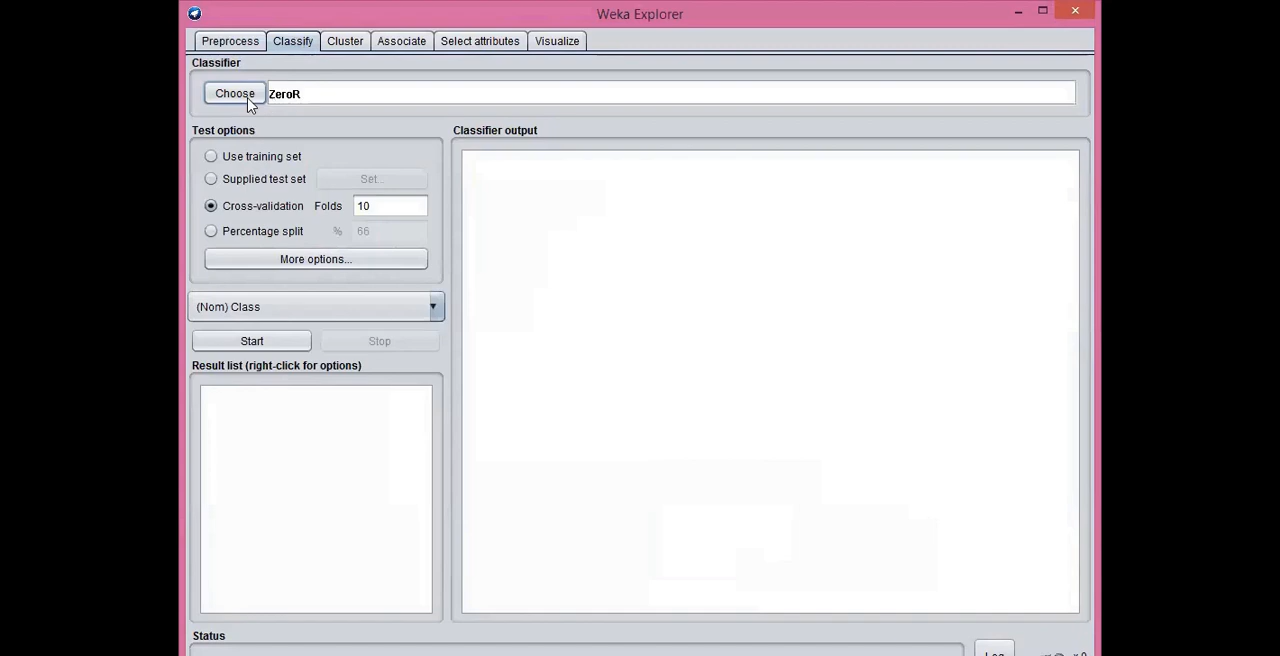 Weka Explorer
Preprocess Classify Cluster Associate Select attributes Visualize
Classifier
Choose ZeroR
Test options
Classifier output
Use training set
Supplied test set Set...
Cross-validation Folds 10
Percentage split % 66
More options...
(Nom) Class
Start Stop
Result list (right-click for options)
Status
Log
x 0